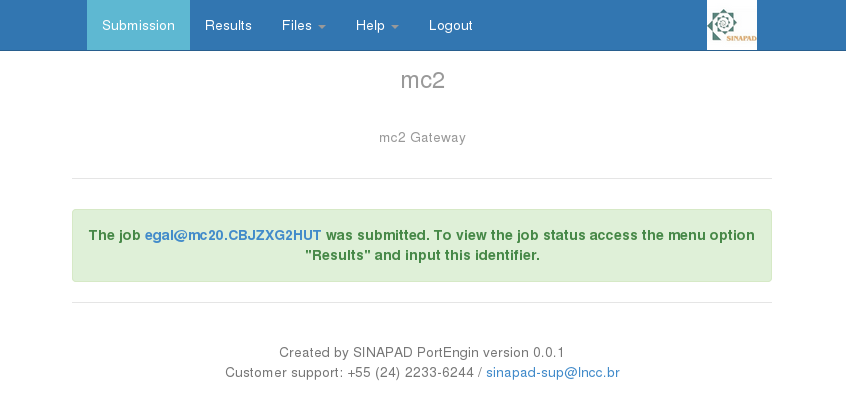 Submission Results Files Help Logout
SINAPAD
mc2
mc2 Gateway
The job egal@mc20.CBJZXG2HUT was submitted. To view the job status access the menu option
"Results" and input this identifier.
Created by SINAPAD PortEngin version 0.0.1
Customer support: +55 (24) 2233-6244 / sinapad-sup@lncc.br